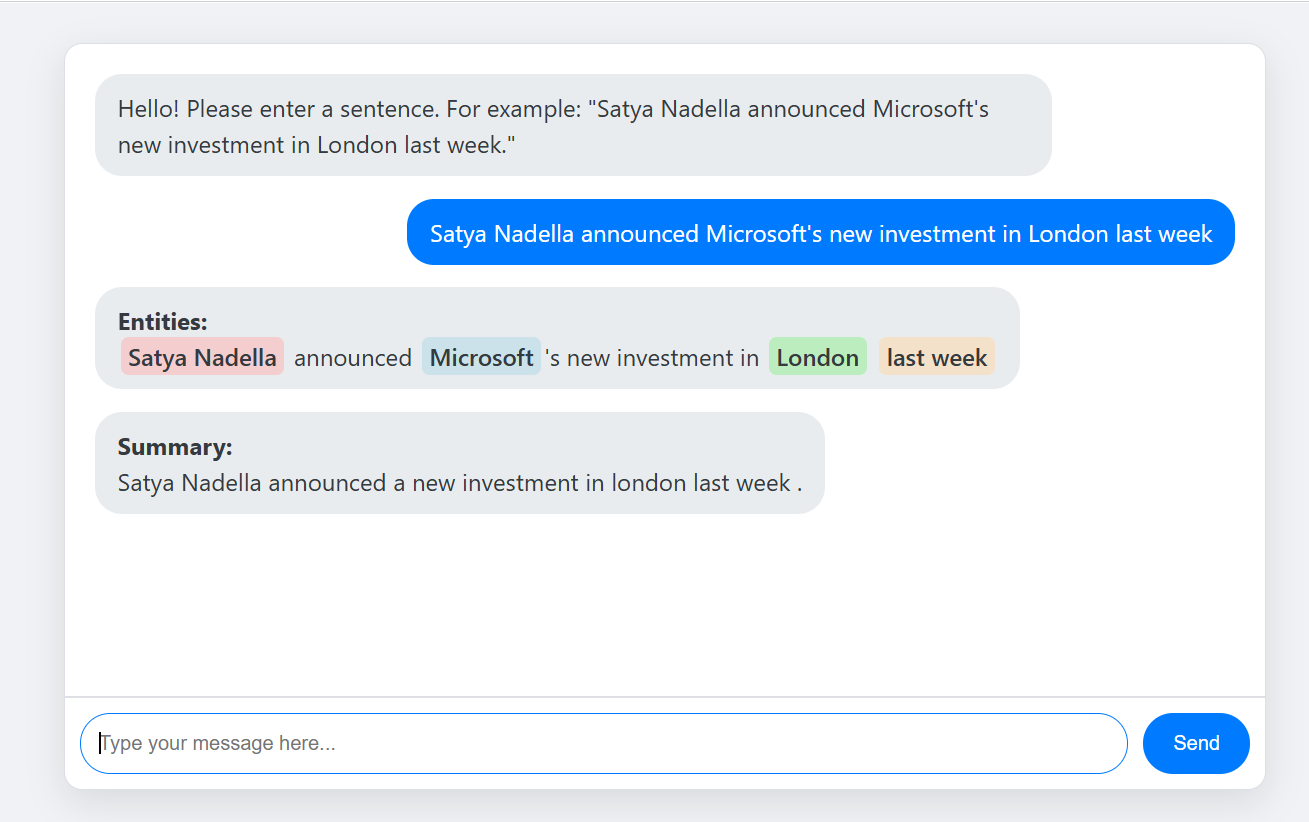 Hello! Please enter a sentence. For example: "Satya Nadella announced Microsoft's
new investment in London last week."
Satya Nadella announced Microsoft's new investment in London last week
Entities:
Satya Nadella announced Microsoft 's new investment in London last week
Summary:
Satya Nadella announced a new investment in london last week .
Type your message here...
Send